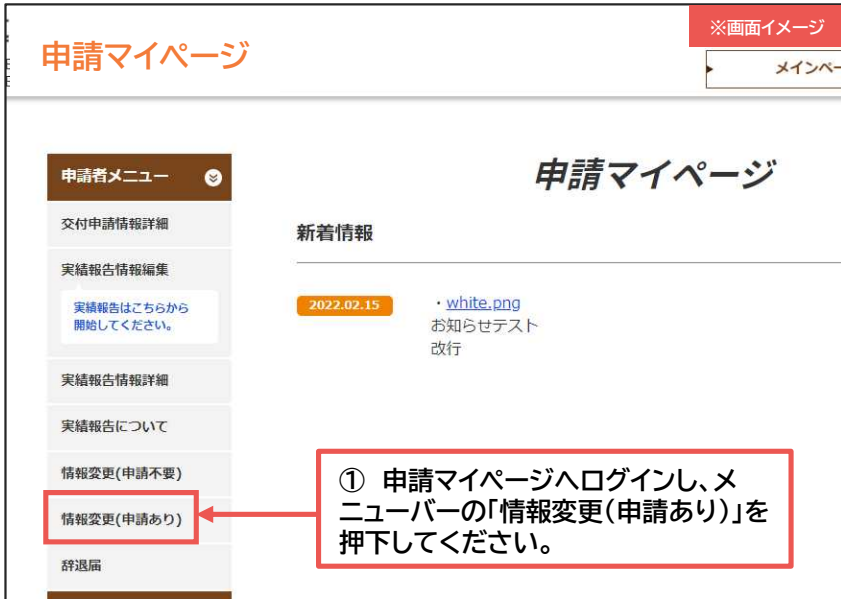 ※画面イメージ
申請マイページ
メインペー
申請者メニュー
申請マイページ
交付申請情報詳細
新着情報
実績報告情報編集
実績報告はこちらから
開始してください。
2022.02.15
・white.png
お知らせテスト
改行
実績報告情報詳細
実績報告について
情報変更(申請不要)
情報変更(申請あり)
① 申請マイページへログインし、メ
ニューバーの「情報変更(申請あり)」を
押下してください。
辞退届